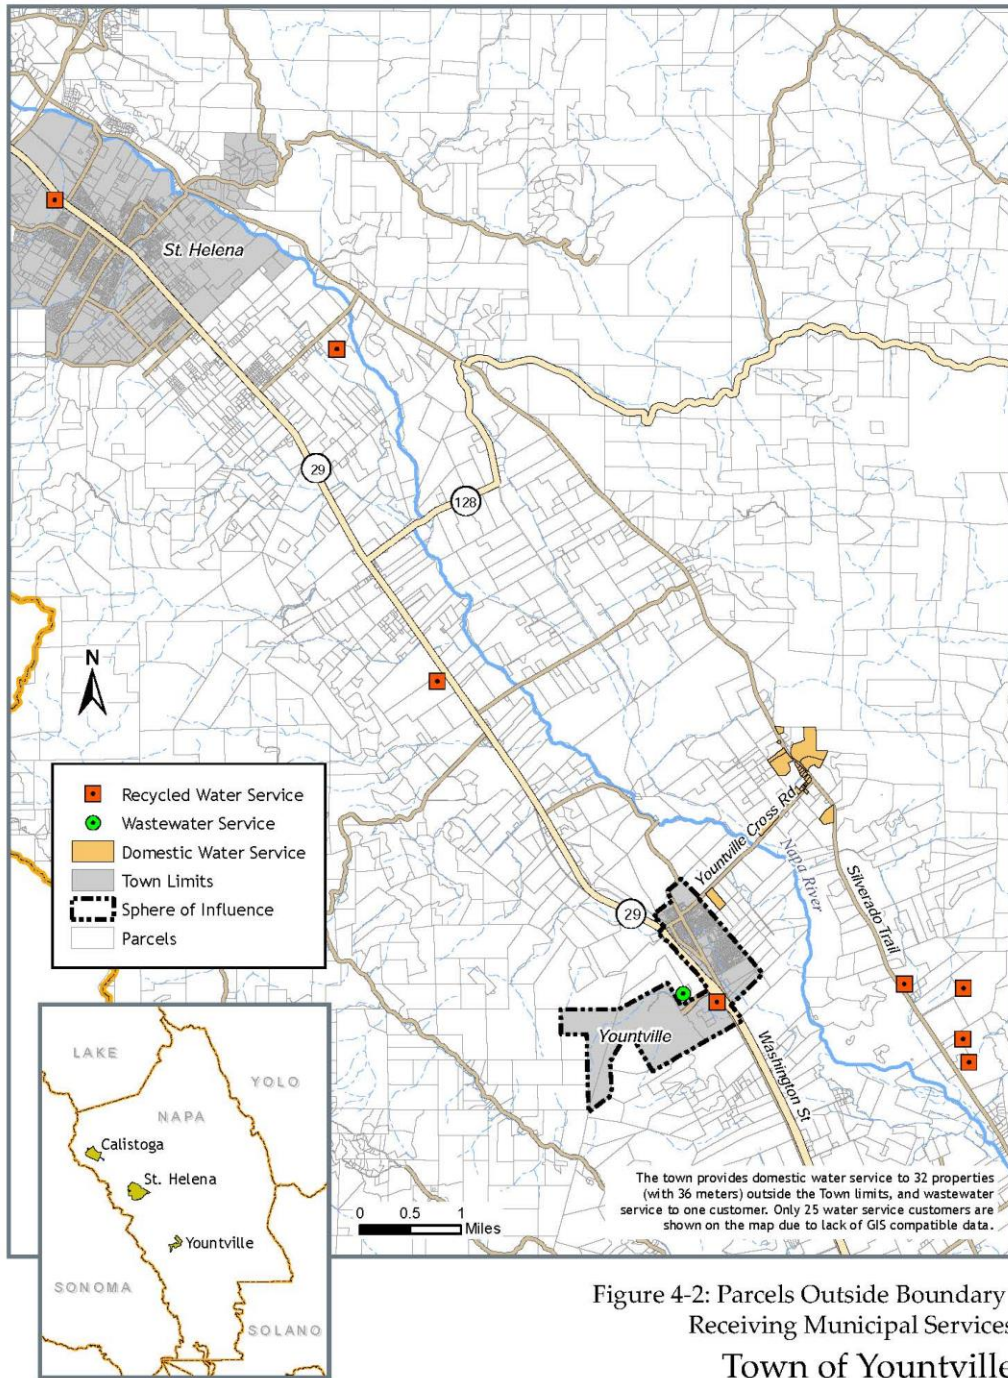 St. Helena
29
128
N
Yountville Cross Rd
Napa River
Silverado Trail
29
Yountville
Washington St
Recycled Water Service
Wastewater Service
Domestic Water Service
Town Limits
Sphere of Influence
Parcels
LAKE
YOLO
NAPA
Calistoga
St. Helena
Yountville
SONOMA
SOLANO
0 0.5 1
Miles
The town provides domestic water service to 32 properties
(with 36 meters) outside the Town limits, and wastewater
service to one customer. Only 25 water service customers are
shown on the map due to lack of GIS compatible data.
Figure 4-2: Parcels Outside Boundary
Receiving Municipal Services
Town of Yountville